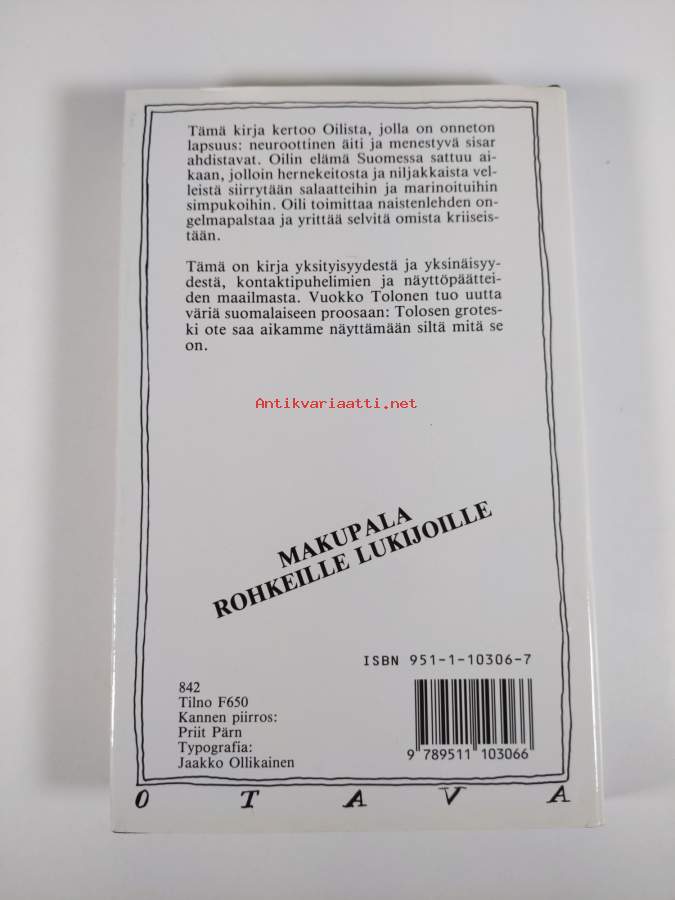 Tämä kirja kertoo Oilista, jolla on onneton
lapsuus: neuroottinen äiti ja menestyvä sisar
ahdistavat. Oilin elämä Suomessa sattuu ai-
kaan, jolloin hernekeitosta ja niljakkaista vel-
leistä siirrytään salaatteihin ja marinoituihin
simpukoihin. Oili toimittaa naistenlehden on-
gelmapalstaa ja yrittää selvitä omista kriiseis-
tään.
Tämä on kirja yksityisyydestä ja yksinäisyy-
destä, kontaktipuhelimien ja näyttöpäättei-
den maailmasta. Vuokko Tolonen tuo uutta
väriä suomalaiseen proosaan: Tolosen grotes-
ki ote saa aikamme näyttämään siltä mitä se
on.
Antikvariaatti.net
MAKUPALA
ROHKEILLE LUKIJOILLE
ISBN 951-1-10306-7
842
Tilno F650
Kannen piirros:
Priit Pärn
Typografia:
Jaakko Ollikainen
9 789511 103066
OTAVA